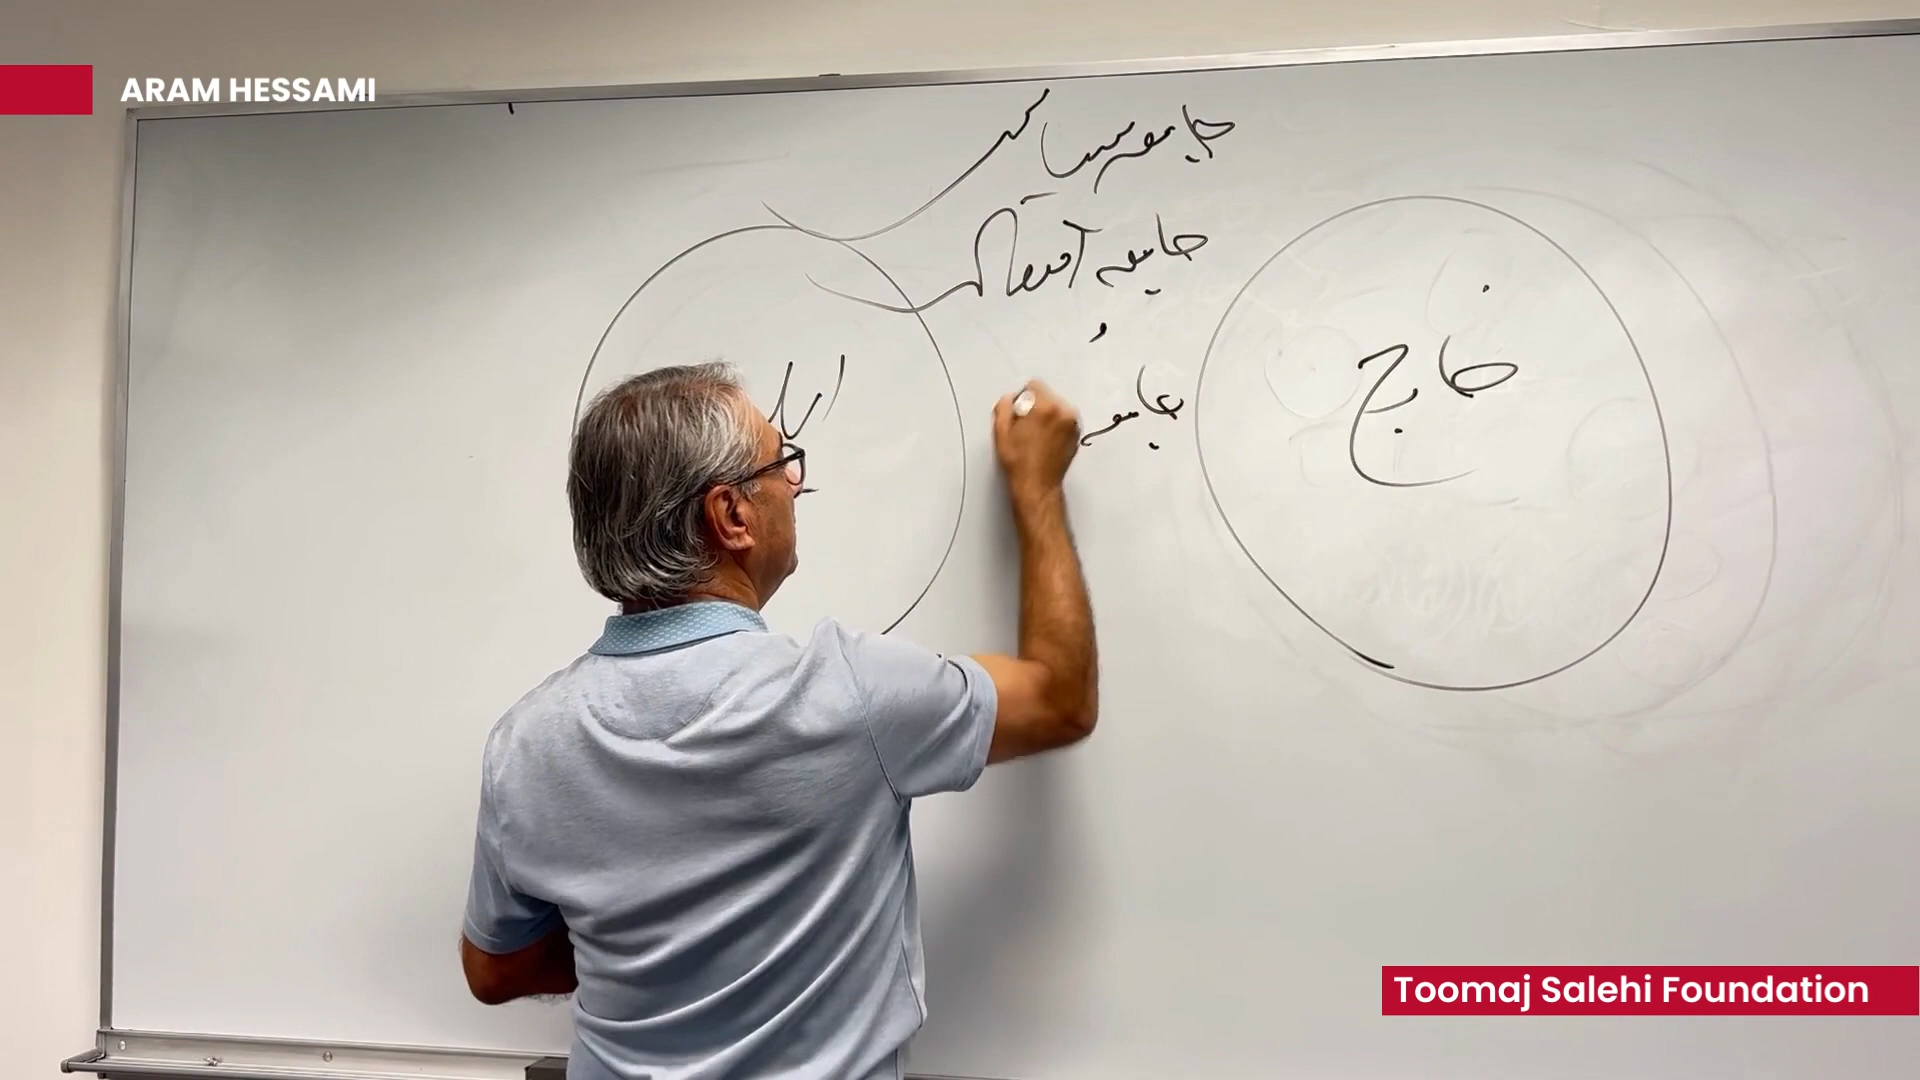 ARAM HESSAMI
جامعه سیاسی
جامعه اقتصادی
و
جامعه
خارج
Toomaj Salehi Foundation